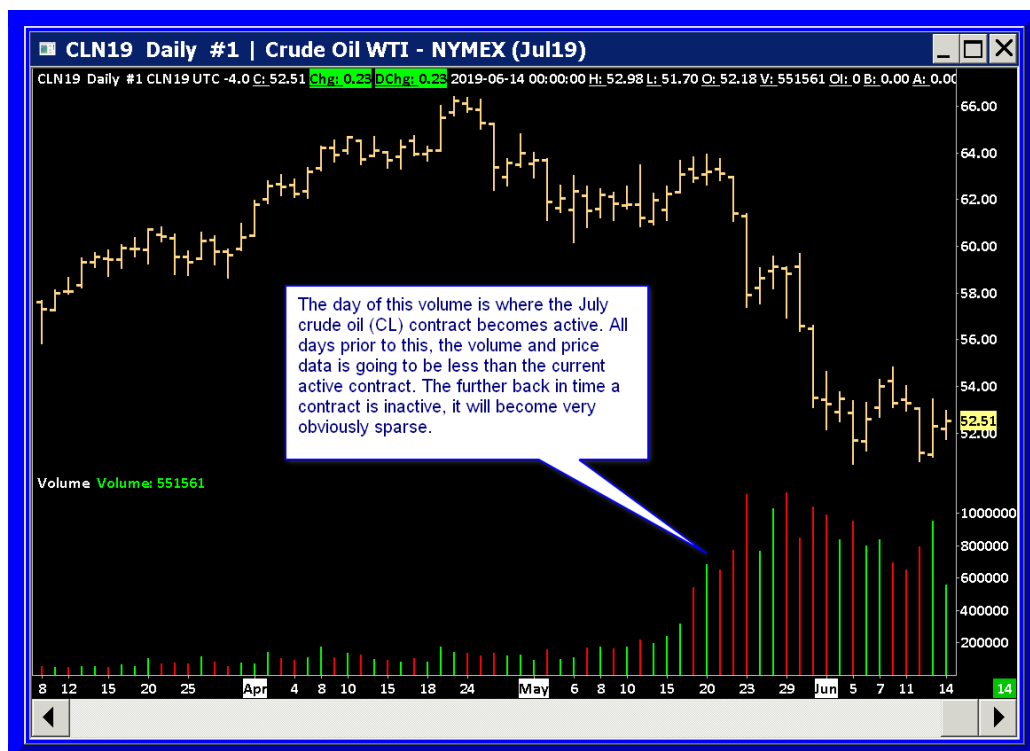 CLN19 Daily #1 | Crude Oil WTI - NYMEX (Jul19)
CLN19 Daily #1 CLN19 UTC -4.0 C: 52.51 Chg: 0.23 DChg: 0.23 2019-06-14 00:00:00 H: 52.98 L: 51.70 O: 52.18 V: 551561 OI: 0 B: 0.00 A: 0.00
66.00
64.00
62.00
60.00
58.00
56.00
54.00
52.51
52.00
The day of this volume is where the July
crude oil (CL) contract becomes active. All
days prior to this, the volume and price
data is going to be less than the current
active contract. The further back in time a
contract is inactive, it will become very
obviously sparse.
Volume Volume: 551561
1000000
800000
600000
400000
200000
8 12 15 20 25 Apr 4 8 10 15 18 24 May 6 8 10 15 20 23 29 Jun 5 7 11 14 14